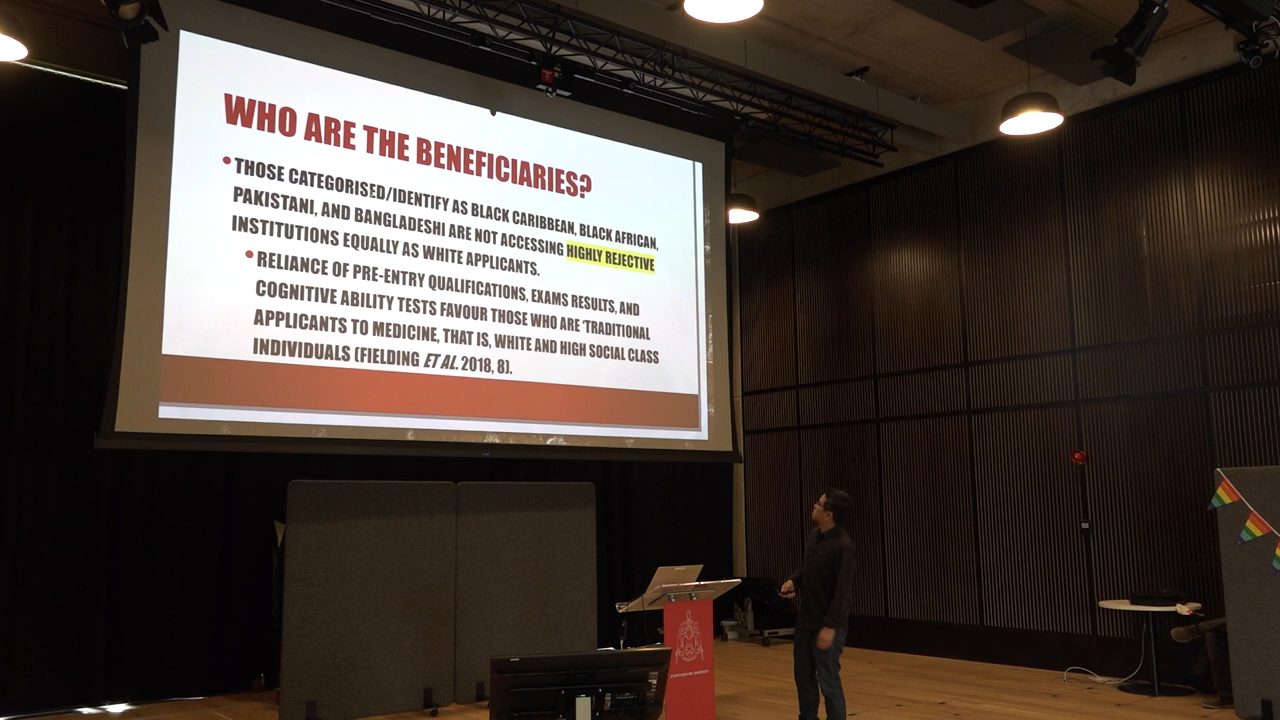 WHO ARE THE BENEFICIARIES?
•THOSE CATEGORISED/IDENTIFY AS BLACK CARIBBEAN, BLACK AFRICAN,
PAKISTANI, AND BANGLADESHI ARE NOT ACCESSING HIGHLY REJECTIVE
INSTITUTIONS EQUALLY AS WHITE APPLICANTS.
•RELIANCE OF PRE-ENTRY QUALIFICATIONS, EXAMS RESULTS, AND
COGNITIVE ABILITY TESTS FAVOUR THOSE WHO ARE ‘TRADITIONAL
APPLICANTS TO MEDICINE, THAT IS, WHITE AND HIGH SOCIAL CLASS
INDIVIDUALS (FIELDING ET AL. 2018, 8).